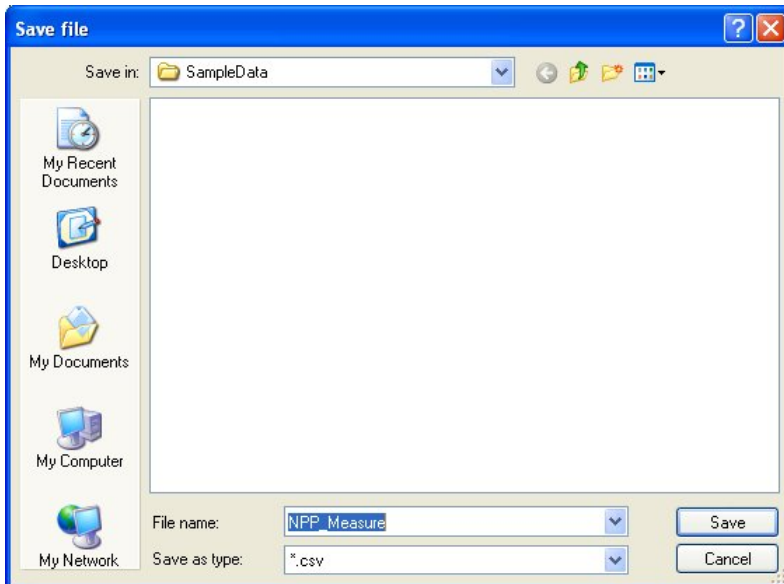 Save file
Save in: SampleData
My Recent
Documents
Desktop
My Documents
My Computer
My Network
File name: NPP_Measure
Save
Save as type: *.csv
Cancel